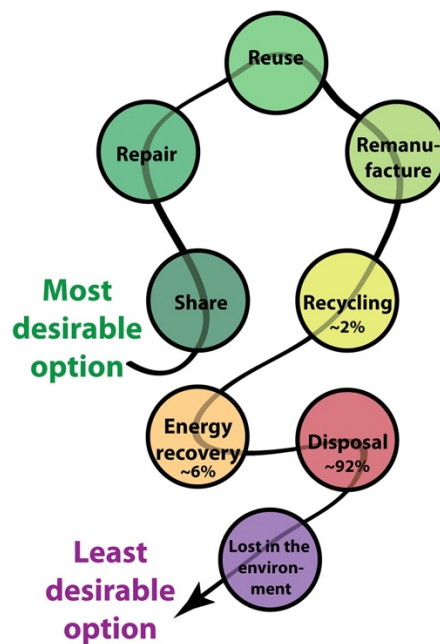 Reuse
Repair
Remanu-
facture
Most
desirable
option
Share
Recycling
~2%
Energy
recovery
~6%
Disposal
~92%
Lost in the
environ-
ment
Least
desirable
option